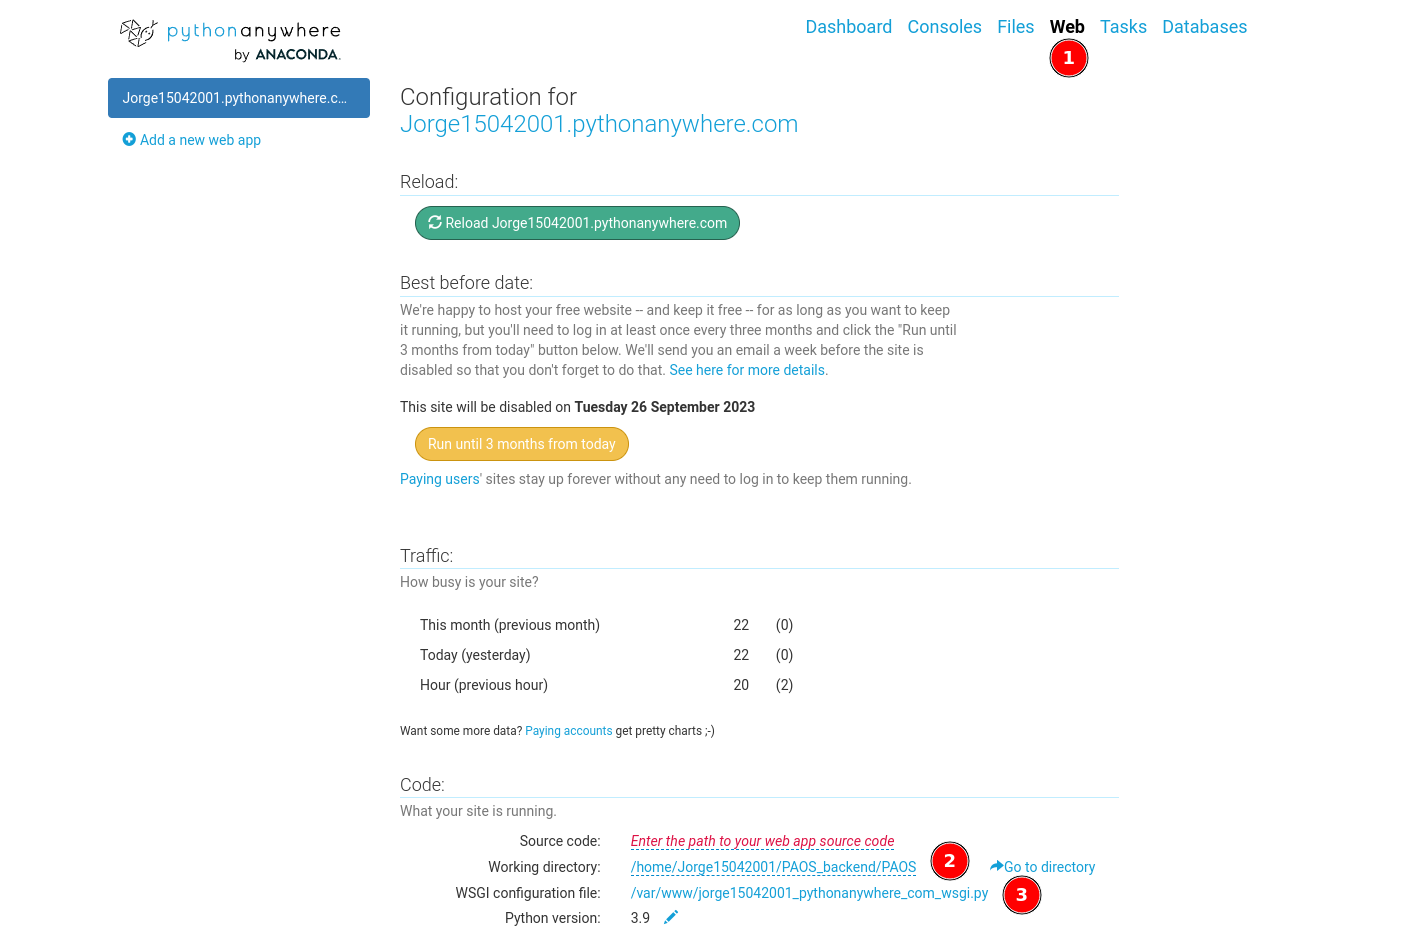 pythonanywhere
by ANACONDA.
Dashboard Consoles Files Web Tasks Databases
1
Jorge15042001.pythonanywhere.c...
Add a new web app
Configuration for
Jorge15042001.pythonanywhere.com
Reload:
Reload Jorge15042001.pythonanywhere.com
Best before date:
We're happy to host your free website -- and keep it free -- for as long as you want to keep
it running, but you'll need to log in at least once every three months and click the "Run until
3 months from today" button below. We'll send you an email a week before the site is
disabled so that you don't forget to do that. See here for more details.
This site will be disabled on Tuesday 26 September 2023
Run until 3 months from today
Paying users' sites stay up forever without any need to log in to keep them running.
Traffic:
How busy is your site?
This month (previous month) 22 (0)
Today (yesterday) 22 (0)
Hour (previous hour) 20 (2)
Want some more data? Paying accounts get pretty charts ;-)
Code:
What your site is running.
Source code: Enter the path to your web app source code
Working directory: /home/Jorge15042001/PAOS_backend/PAOS 2 Go to directory
WSGI configuration file: /var/www/jorge15042001_pythonanywhere_com_wsgi.py 3
Python version: 3.9